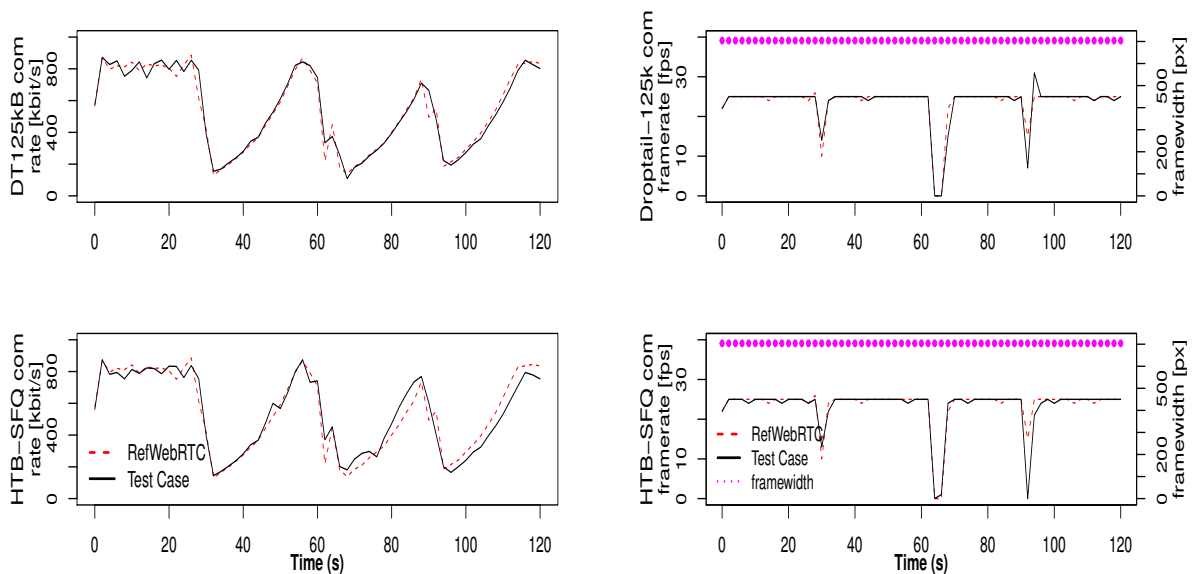 DT125kB com
rate [kbit/s]
0
400
800
0
20
40
60
80
100
120
Droptail-125k com
framerate [fps]
0
10
30
0
200
500
framewidth [px]
0
20
40
60
80
100
120
HTB-SFQ com
rate [kbit/s]
0
400
800
RefWebRTC
Test Case
0
20
40
60
80
100
120
Time (s)
HTB-SFQ com
framerate [fps]
0
10
30
RefWebRTC
Test Case
framewidth
0
200
500
framewidth [px]
0
20
40
60
80
100
120
Time (s)